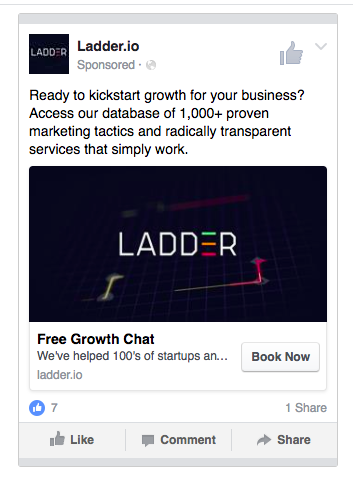 LADDER
Ladder.io
Sponsored ·
Ready to kickstart growth for your business?
Access our database of 1,000+ proven
marketing tactics and radically transparent
services that simply work.
LADDER
Free Growth Chat
We've helped 100's of startups an...
Book Now
ladder.io
7
1 Share
Like
Comment
Share